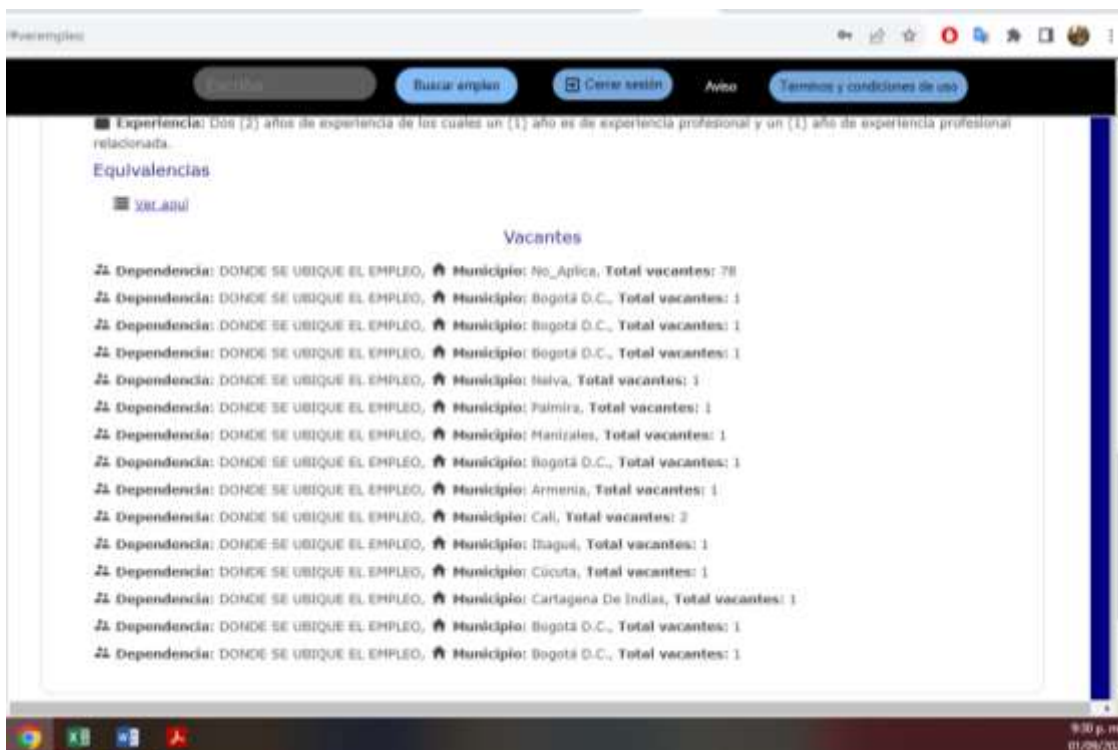 #verempleo
Escriba
Buscar empleo
Cerrar sesión
Aviso
Terminos y condiciones de uso
Experiencia: Dos (2) años de experiencia de los cuales un (1) año es de experiencia profesional y un (1) año de experiencia profesional
relacionada.
Equivalencias
Ver aquí
Vacantes
Dependencia: DONDE SE UBIQUE EL EMPLEO, Municipio: No_Aplica, Total vacantes: 78
Dependencia: DONDE SE UBIQUE EL EMPLEO, Municipio: Bogotá D.C., Total vacantes: 1
Dependencia: DONDE SE UBIQUE EL EMPLEO, Municipio: Bogotá D.C., Total vacantes: 1
Dependencia: DONDE SE UBIQUE EL EMPLEO, Municipio: Bogotá D.C., Total vacantes: 1
Dependencia: DONDE SE UBIQUE EL EMPLEO, Municipio: Neiva, Total vacantes: 1
Dependencia: DONDE SE UBIQUE EL EMPLEO, Municipio: Palmira, Total vacantes: 1
Dependencia: DONDE SE UBIQUE EL EMPLEO, Municipio: Manizales, Total vacantes: 1
Dependencia: DONDE SE UBIQUE EL EMPLEO, Municipio: Bogotá D.C., Total vacantes: 1
Dependencia: DONDE SE UBIQUE EL EMPLEO, Municipio: Armenia, Total vacantes: 1
Dependencia: DONDE SE UBIQUE EL EMPLEO, Municipio: Cali, Total vacantes: 2
Dependencia: DONDE SE UBIQUE EL EMPLEO, Municipio: Itagué, Total vacantes: 1
Dependencia: DONDE SE UBIQUE EL EMPLEO, Municipio: Cúcuta, Total vacantes: 1
Dependencia: DONDE SE UBIQUE EL EMPLEO, Municipio: Cartagena De Indias, Total vacantes: 1
Dependencia: DONDE SE UBIQUE EL EMPLEO, Municipio: Bogotá D.C., Total vacantes: 1
Dependencia: DONDE SE UBIQUE EL EMPLEO, Municipio: Bogotá D.C., Total vacantes: 1
9:30 p. m.